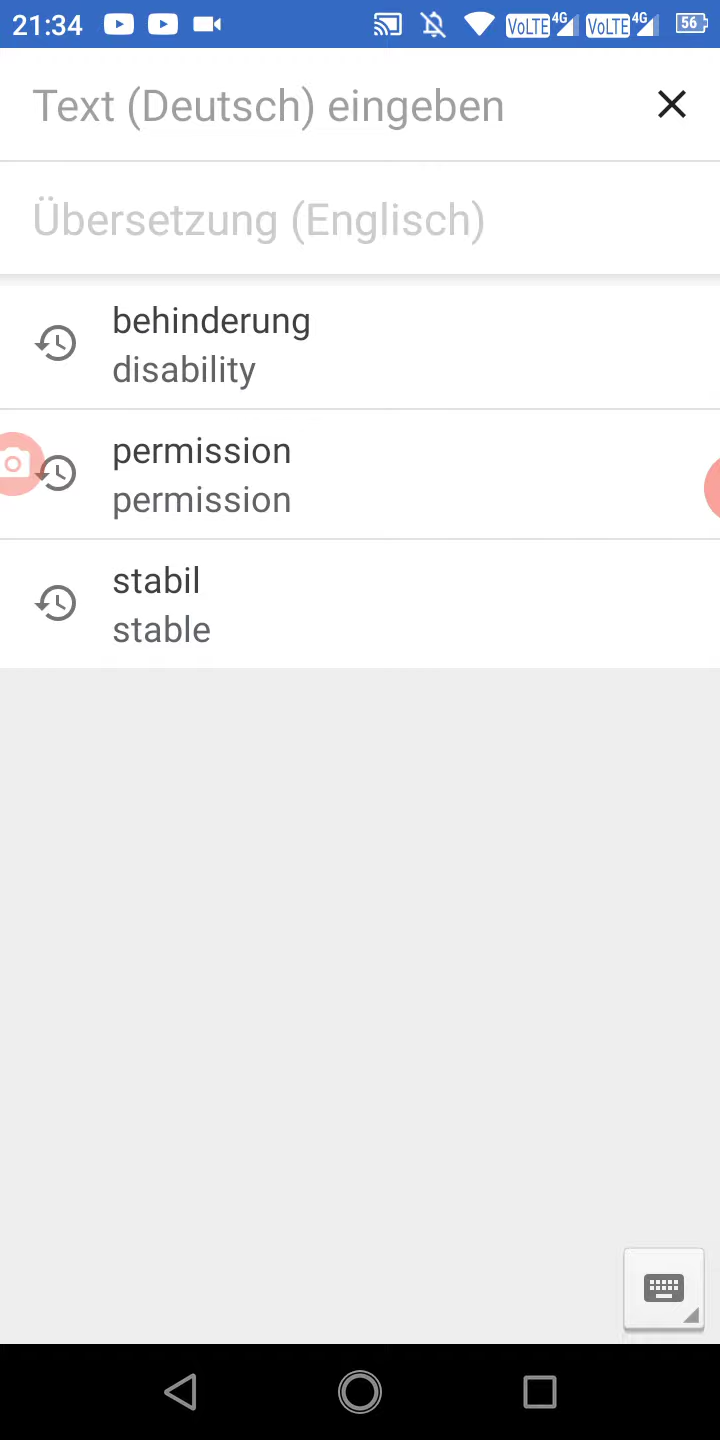 21:34
VoLTE 4G VoLTE 4G 56
Text (Deutsch) eingeben
Übersetzung (Englisch)
behinderung
disability
permission
permission
stabil
stable